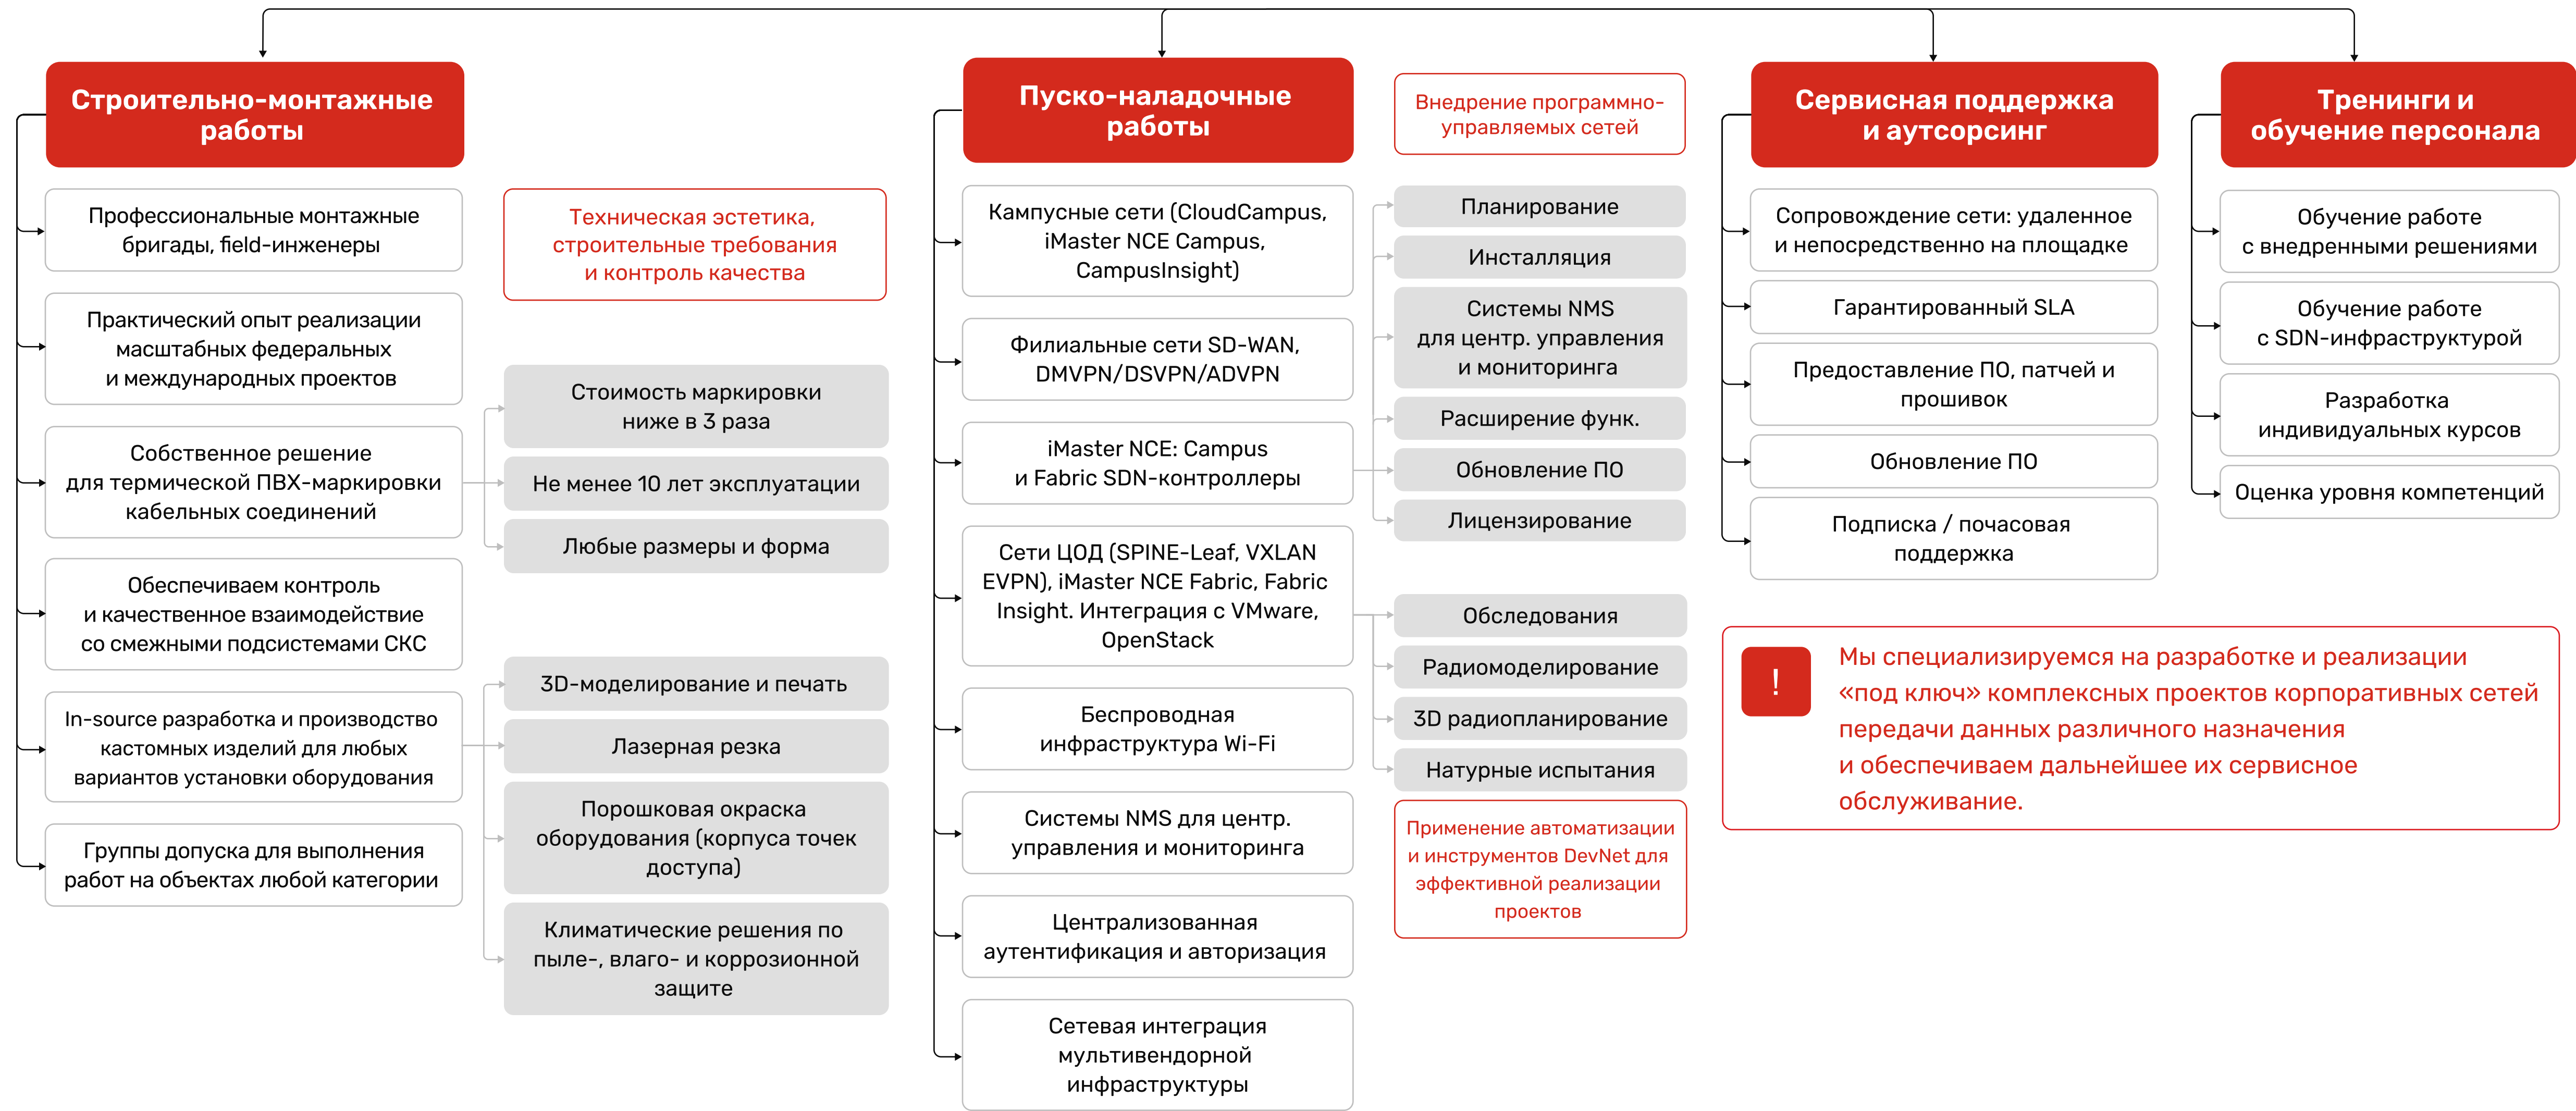 Строительно-монтажные
работы
Профессиональные монтажные
бригады, field-инженеры
Практический опыт реализации
масштабных федеральных
и международных проектов
Собственное решение
для термической ПВХ-маркировки
кабельных соединений
Обеспечиваем контроль
и качественное взаимодействие
со смежными подсистемами СКС
In-source разработка и производство
кастомных изделий для любых
вариантов установки оборудования
Группы допуска для выполнения
работ на объектах любой категории
Техническая эстетика,
строительные требования
и контроль качества
Стоимость маркировки
ниже в 3 раза
Не менее 10 лет эксплуатации
Любые размеры и форма
3D-моделирование и печать
Лазерная резка
Порошковая окраска
оборудования (корпуса точек
доступа)
Климатические решения по
пыле-, влаго- и коррозионной
защите
Пуско-наладочные
работы
Кампусные сети (CloudCampus,
iMaster NCE Campus,
CampusInsight)
Филиальные сети SD-WAN,
DMVPN/DSVPN/ADVPN
iMaster NCE: Campus
и Fabric SDN-контроллеры
Сети ЦОД (SPINE-Leaf, VXLAN
EVPN), iMaster NCE Fabric, Fabric
Insight. Интеграция с VMware,
OpenStack
Беспроводная
инфраструктура Wi-Fi
Системы NMS для центр.
управления и мониторинга
Централизованная
аутентификация и авторизация
Сетевая интеграция
мультивендорной
инфраструктуры
Внедрение программно-
управляемых сетей
Планирование
Инсталляция
Системы NMS
для центр. управления
и мониторинга
Расширение функ.
Обновление ПО
Лицензирование
Обследования
Радиомоделирование
3D радиопланирование
Натурные испытания
Применение автоматизации
и инструментов DevNet для
эффективной реализации
проектов
Сервисная поддержка
и аутсорсинг
Сопровождение сети: удаленное
и непосредственно на площадке
Гарантированный SLA
Предоставление ПО, патчей и
прошивок
Обновление ПО
Подписка / почасовая
поддержка
Тренинги и
обучение персонала
Обучение работе
с внедренными решениями
Обучение работе
с SDN-инфраструктурой
Разработка
индивидуальных курсов
Оценка уровня компетенций
!
Мы специализируемся на разработке и реализации
«под ключ» комплексных проектов корпоративных сетей
передачи данных различного назначения
и обеспечиваем дальнейшее их сервисное
обслуживание.